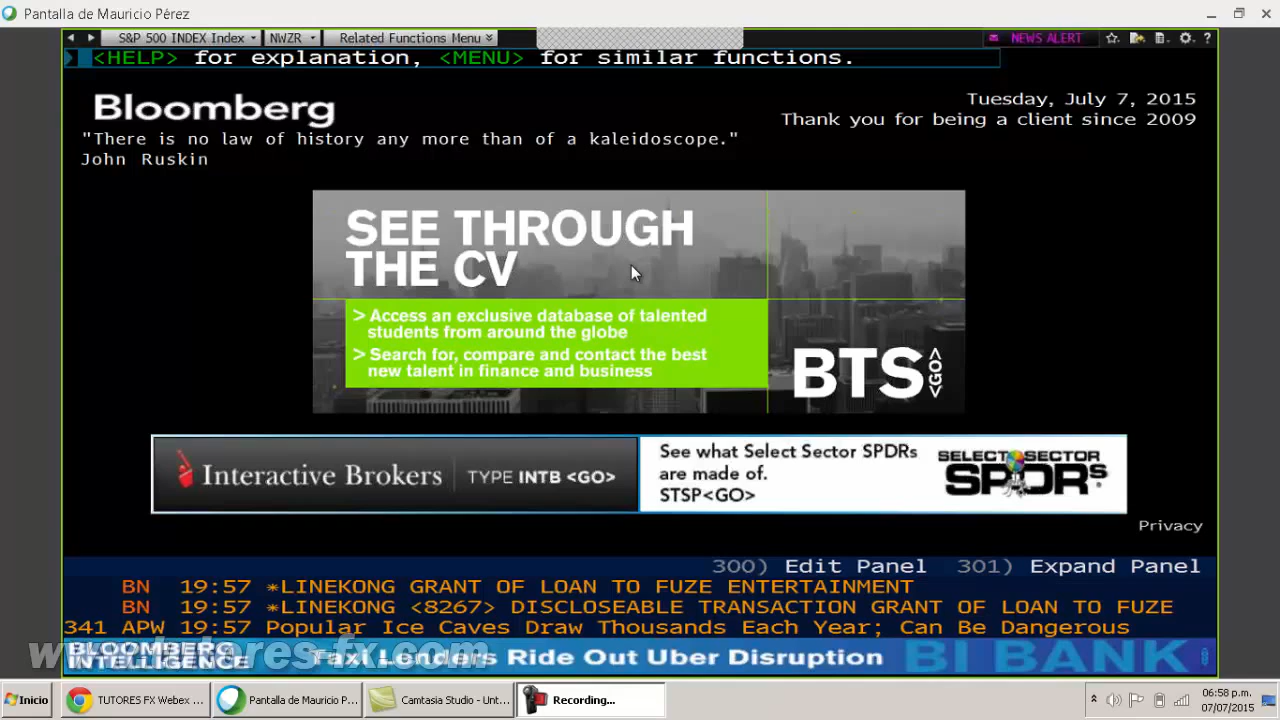 Pantalla de Mauricio Pérez
S&P 500 INDEX Index
NWZR
Related Functions Menu
NEWS ALERT
<HELP> for explanation, <MENU> for similar functions.
Bloomberg
Tuesday, July 7, 2015
Thank you for being a client since 2009
"There is no law of history any more than of a kaleidoscope."
John Ruskin
SEE THROUGH
THE CV
> Access an exclusive database of talented
students from around the globe
> Search for, compare and contact the best
new talent in finance and business
BTS <GO>
Interactive Brokers
TYPE INTB <GO>
See what Select Sector SPDRs
are made of.
STSP<GO>
SELECT SECTOR
SPDRs
Privacy
300) Edit Panel 301) Expand Panel
BN 19:57 *LINEKONG GRANT OF LOAN TO FUZE ENTERTAINMENT
BN 19:57 *LINEKONG <8267> DISCLOSEABLE TRANSACTION GRANT OF LOAN TO FUZE
341 APW 19:57 Popular Ice Caves Draw Thousands Each Year; Can Be Dangerous
BLOOMBERG
INTELLIGENCE
Taxi Lenders Ride Out Uber Disruption
BI BANK
www.tutores-fx.com
Inicio
TUTORES FX Webex ...
Pantalla de Mauricio P...
Camtasia Studio - Unt...
Recording...
06:58 p.m.
07/07/2015